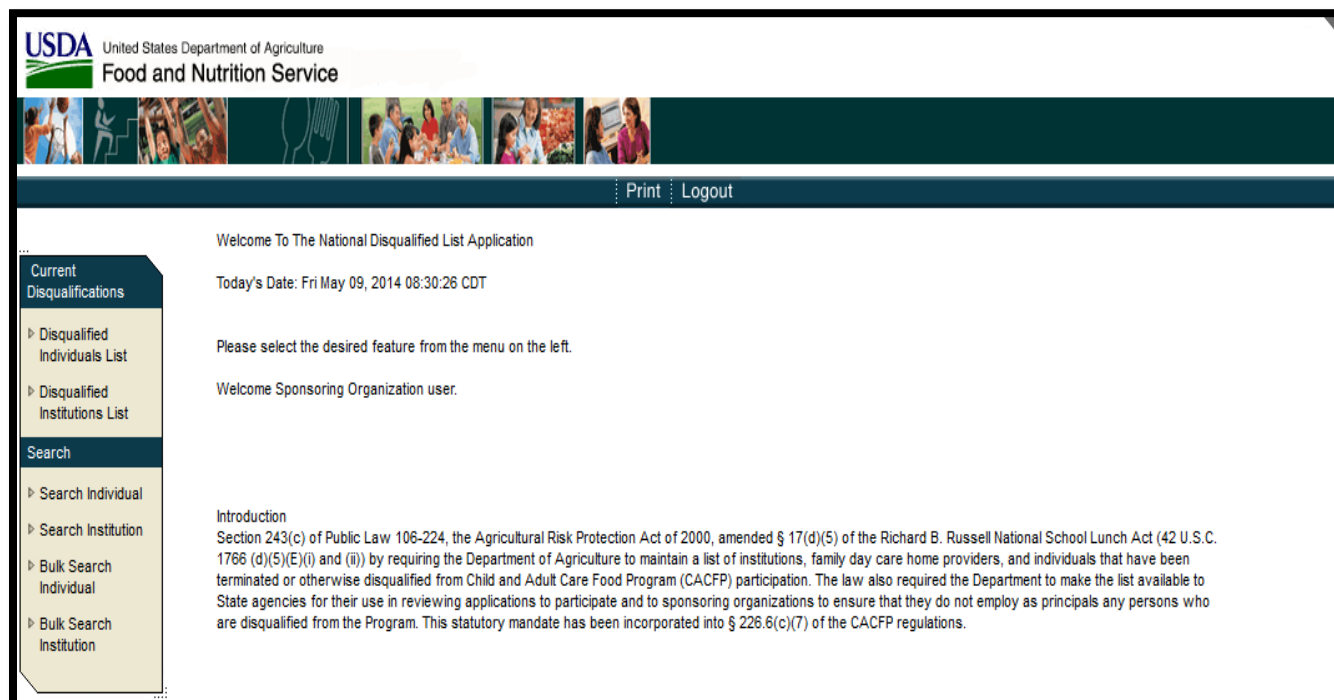 USDA United States Department of Agriculture
Food and Nutrition Service
Print Logout
Welcome To The National Disqualified List Application
Today's Date: Fri May 09, 2014 08:30:26 CDT
Please select the desired feature from the menu on the left.
Welcome Sponsoring Organization user.
...
Current
Disqualifications
Disqualified
Individuals List
Disqualified
Institutions List
Search
Search Individual
Search Institution
Bulk Search
Individual
Bulk Search
Institution
Introduction
Section 243(c) of Public Law 106-224, the Agricultural Risk Protection Act of 2000, amended § 17(d)(5) of the Richard B. Russell National School Lunch Act (42 U.S.C.
1766 (d)(5)(E)(i) and (ii)) by requiring the Department of Agriculture to maintain a list of institutions, family day care home providers, and individuals that have been
terminated or otherwise disqualified from Child and Adult Care Food Program (CACFP) participation. The law also required the Department to make the list available to
State agencies for their use in reviewing applications to participate and to sponsoring organizations to ensure that they do not employ as principals any persons who
are disqualified from the Program. This statutory mandate has been incorporated into § 226.6(c)(7) of the CACFP regulations.